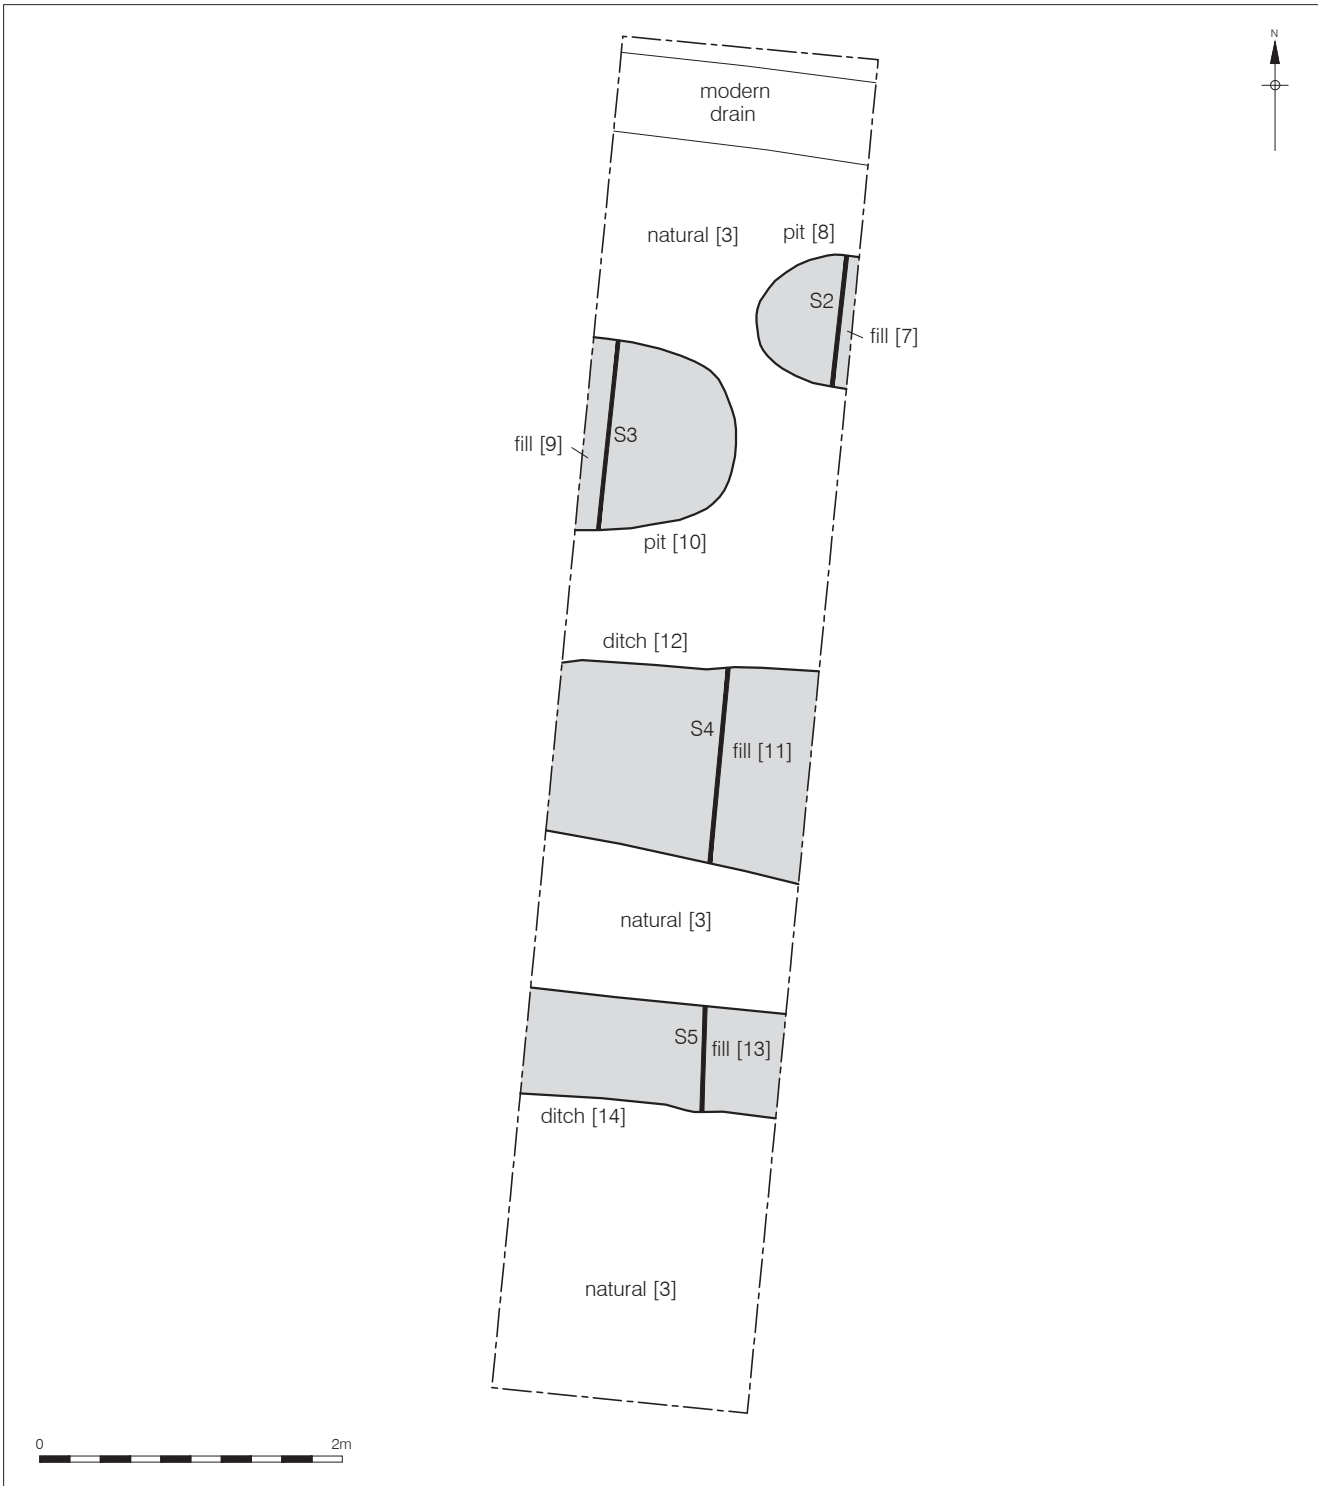 N
modern
drain
natural [3]
pit [8]
S2
fill [7]
S3
fill [9]
pit [10]
ditch [12]
S4
fill [11]
natural [3]
S5
fill [13]
ditch [14]
natural [3]
0
2m